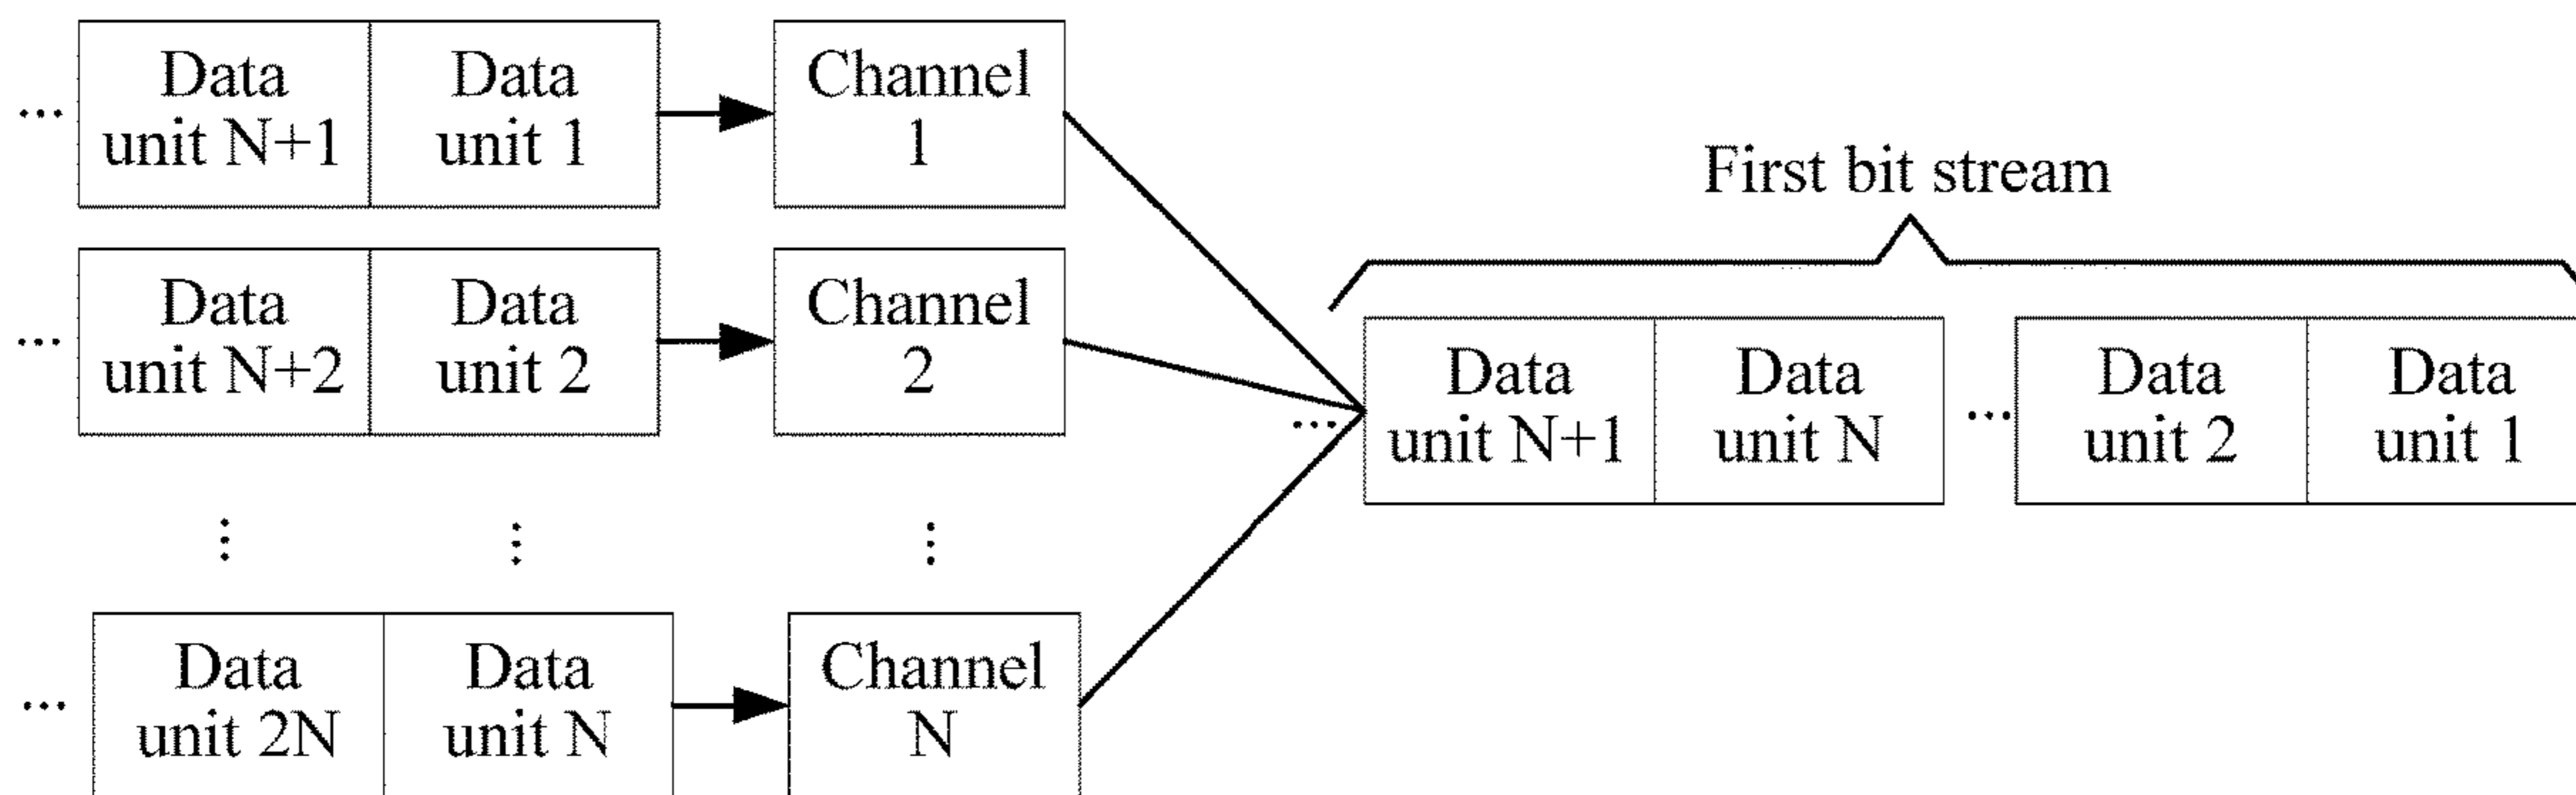 Data
unit N+1
Data
unit 1
Channel
1
...
First bit stream
Data
unit N+2
Data
unit 2
Channel
2
...
Data
unit N+1
Data
unit N
Data
unit 2
Data
unit 1
...
...
Data
unit 2N
Data
unit N
Channel
N
...